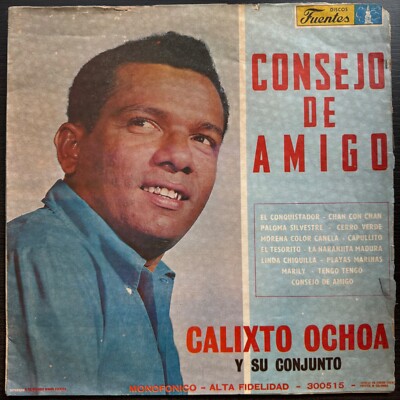 DISCOS
Fuentes
CONSEJO
DE
AMIGO
EL CONQUISTADOR - CHAN CON CHAN
PALOMA SILVESTRE - CERRO VERDE
MORENA COLOR CANELA - CAPULLITO
EL TESORITO - LA NARANJITA MADURA
LINDA CHIQUILLA - PLAYAS MARINAS
MARILY - TENGO TENGO
CONSEJO DE AMIGO
CALIXTO OCHOA
Y SU CONJUNTO
MONOFONICO - ALTA FIDELIDAD - 300515 -